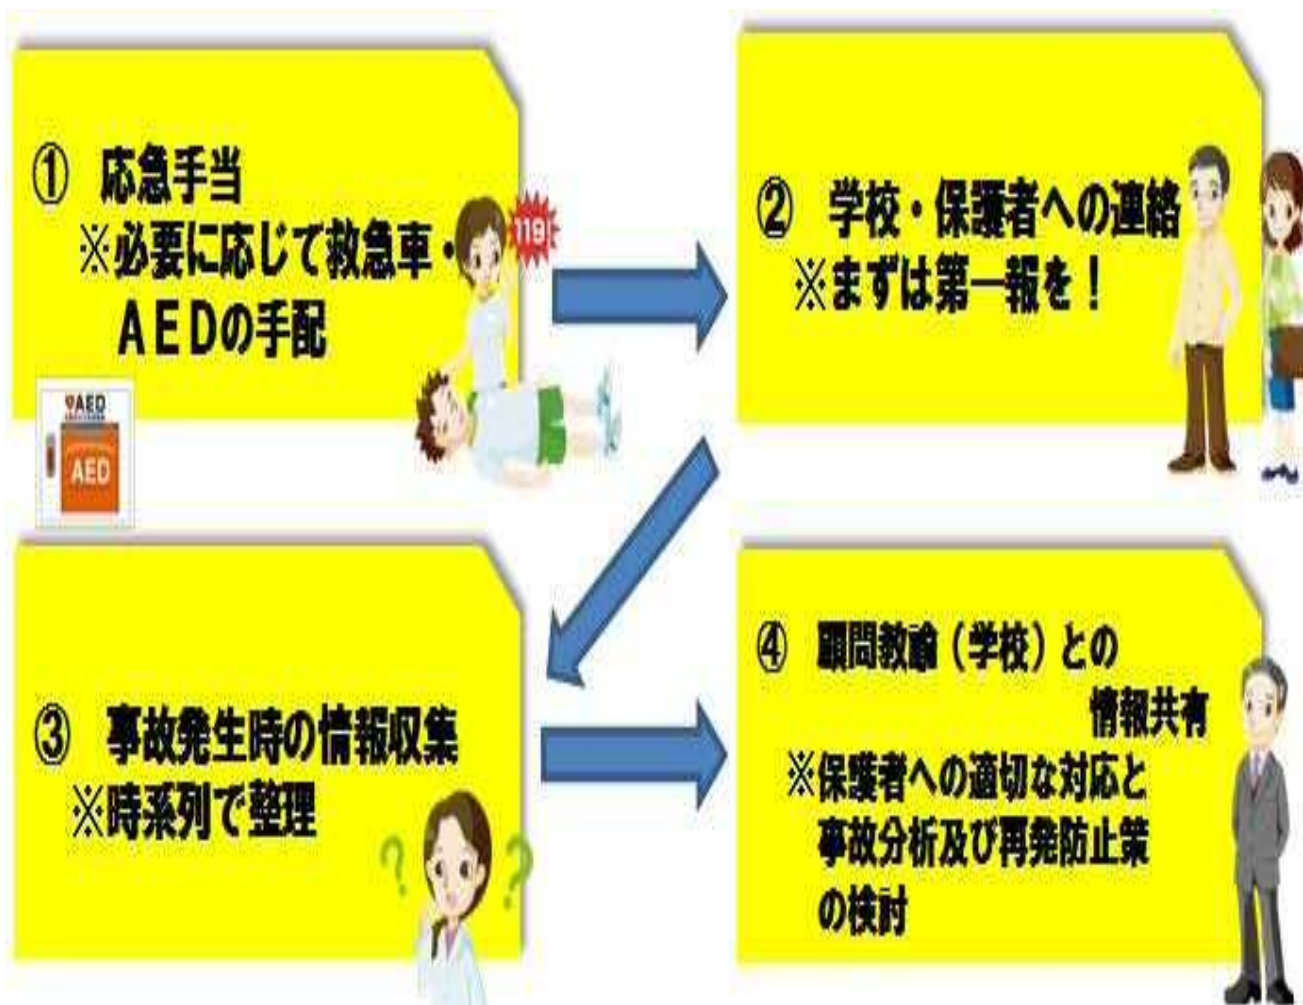 ① 応急手当
※必要に応じて救急車・
AEDの手配
119!
AED
AED
② 学校・保護者への連絡
※まずは第一報を！
③ 事故発生時の情報収集
※時系列で整理
? ?
④ 顧問教諭（学校）との
情報共有
※保護者への適切な対応と
事故分析及び再発防止策
の検討